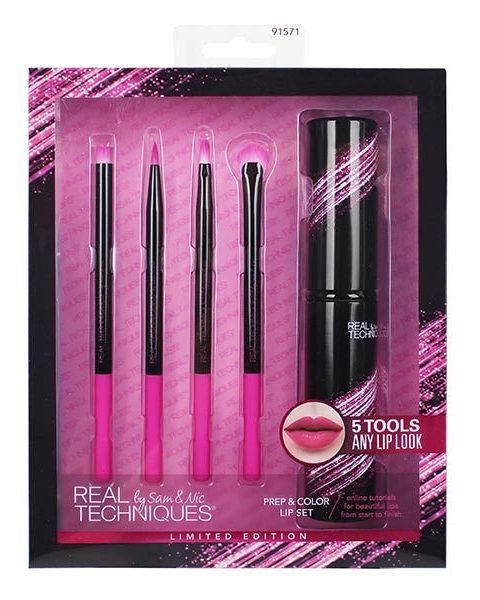 91571
REAL by Sam & Nic
TECHNIQUES®
PREP & COLOR
LIP SET
LIMITED EDITION
REAL
TECHNIQUES
5 TOOLS
ANY LIP LOOK
online tutorials
for beautiful lips
from start to finish.